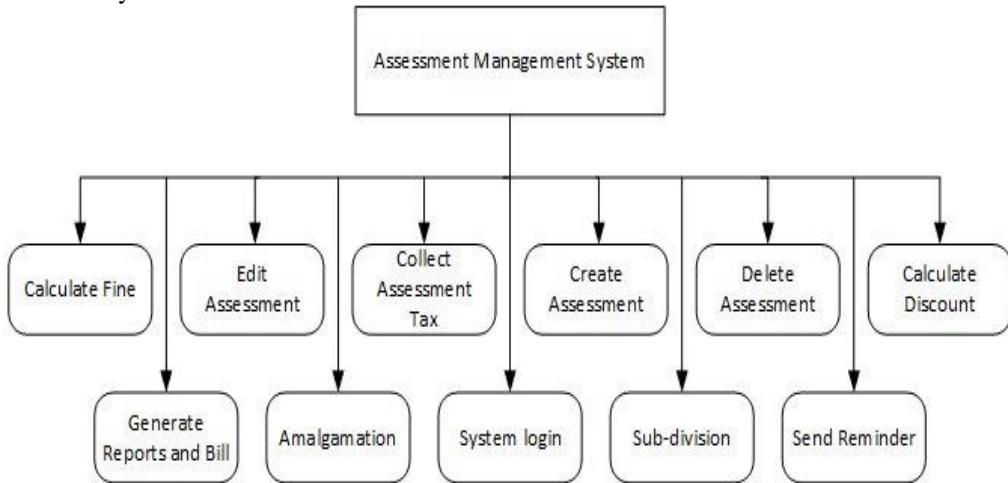 y
Assessment Management System
Calculate Fine
Edit
Assessment
Collect
Assessment
Tax
Create
Assessment
Delete
Assessment
Calculate
Discount
Generate
Reports and Bill
Amalgamation
System login
Sub-division
Send Reminder